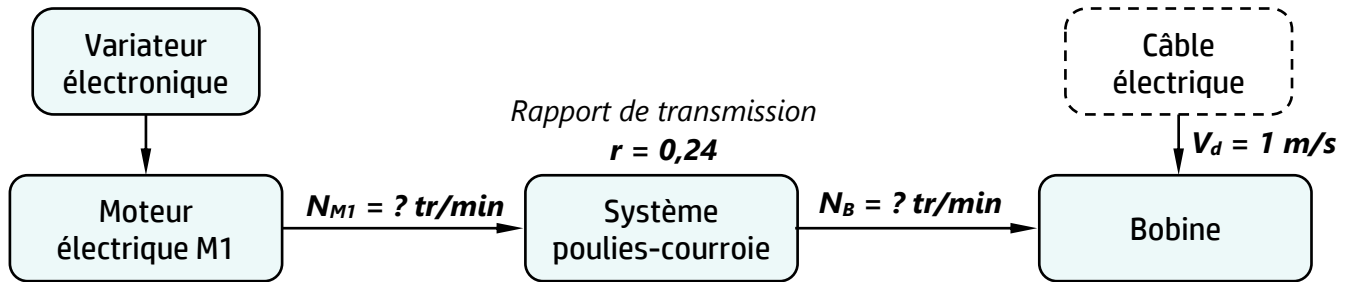 Variateur
électronique
Câble
électrique
Rapport de transmission
r = 0,24
V_d = 1 m/s
Moteur
électrique M1
N_M1 = ? tr/min
Système
poulies-courroie
N_B = ? tr/min
Bobine